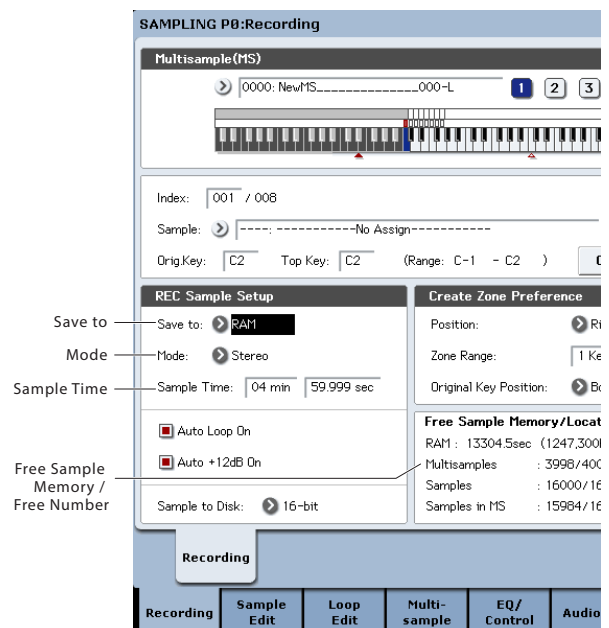 SAMPLING P0:Recording
Multisample(MS)
0000: NewMS_______________000-L
1 2 3
Index: 001 / 008
Sample: ----: -----------No Assign-----------
Orig.Key: C2 Top Key: C2 (Range: C-1 - C2 )
REC Sample Setup
Save to
Save to: RAM
Mode
Mode: Stereo
Sample Time
Sample Time: 04 min 59.999 sec
Auto Loop On
Auto +12dB On
Free Sample
Memory /
Free Number
Sample to Disk: 16-bit
Create Zone Preference
Position:
Zone Range: 1 Ke
Original Key Position:
Free Sample Memory/Locat
RAM : 13304.5sec (1247,300
Multisamples : 3998/400
Samples : 16000/16
Samples in MS : 15984/16
Recording
Recording
Sample
Edit
Loop
Edit
Multi-
sample
EQ/
Control
Audio